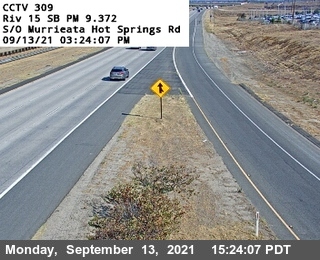 CCTV 309
Riv 15 SB PM 9.372
S/O Murrieata Hot Springs Rd
09/13/21 03:24:07 PM
Monday, September 13, 2021 15:24:07 PDT